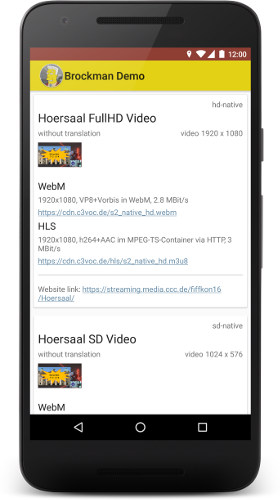 12:00
Brockman Demo
hd-native
Hoersaal FullHD Video
without translation video 1920 x 1080
WebM
1920x1080, VP8+Vorbis in WebM, 2.8 MBit/s
https://cdn.c3voc.de/s2_native_hd.webm
HLS
1920x1080, h264+AAC im MPEG-TS-Container via HTTP, 3
MBit/s
https://cdn.c3voc.de/hls/s2_native_hd.m3u8
Website link: https://streaming.media.ccc.de/fiffkon16
/Hoersaal/
sd-native
Hoersaal SD Video
without translation video 1024 x 576
WebM